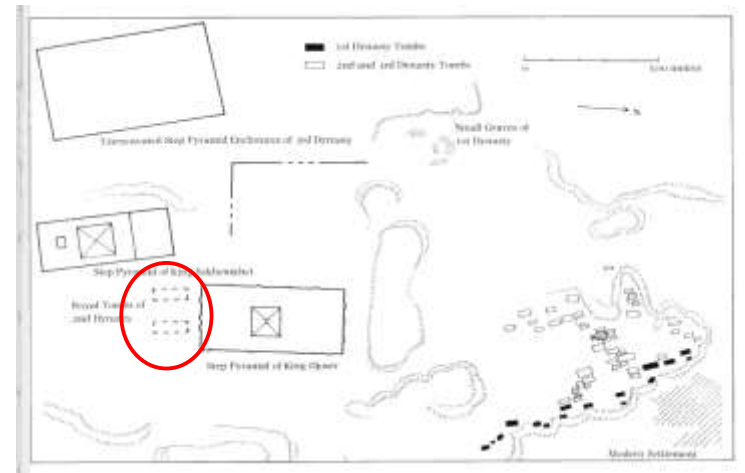 1st Dynasty Tombs
2nd and 3rd Dynasty Tombs
Unexcavated Step Pyramid Enclosure of 3rd Dynasty
Small Graves of
1st Dynasty
N
Step Pyramid of King Sekhemkhet
Royal Tombs of
2nd Dynasty
Step Pyramid of King Djoser
Modern Settlement